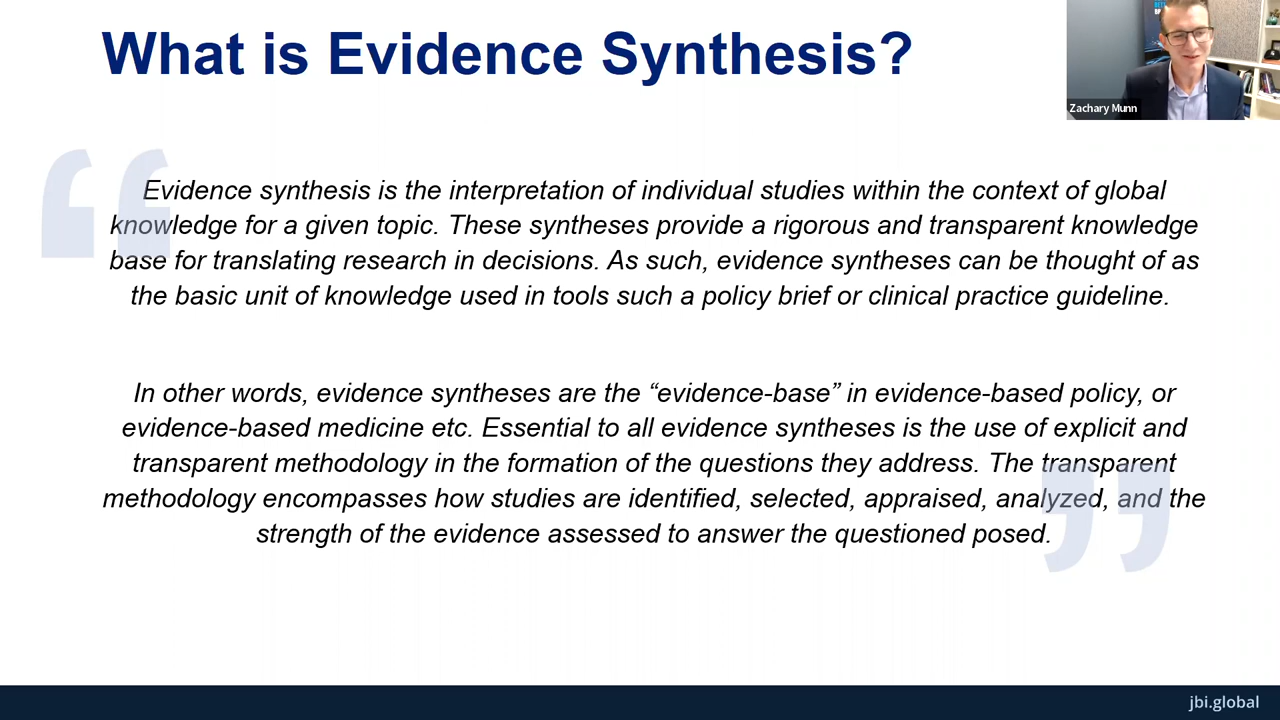 What is Evidence Synthesis?
Zachary Munn
“
Evidence synthesis is the interpretation of individual studies within the context of global
knowledge for a given topic. These syntheses provide a rigorous and transparent knowledge
base for translating research in decisions. As such, evidence syntheses can be thought of as
the basic unit of knowledge used in tools such a policy brief or clinical practice guideline.
In other words, evidence syntheses are the “evidence-base” in evidence-based policy, or
evidence-based medicine etc. Essential to all evidence syntheses is the use of explicit and
transparent methodology in the formation of the questions they address. The transparent
methodology encompasses how studies are identified, selected, appraised, analyzed, and the
strength of the evidence assessed to answer the questioned posed.
”
jbi.global